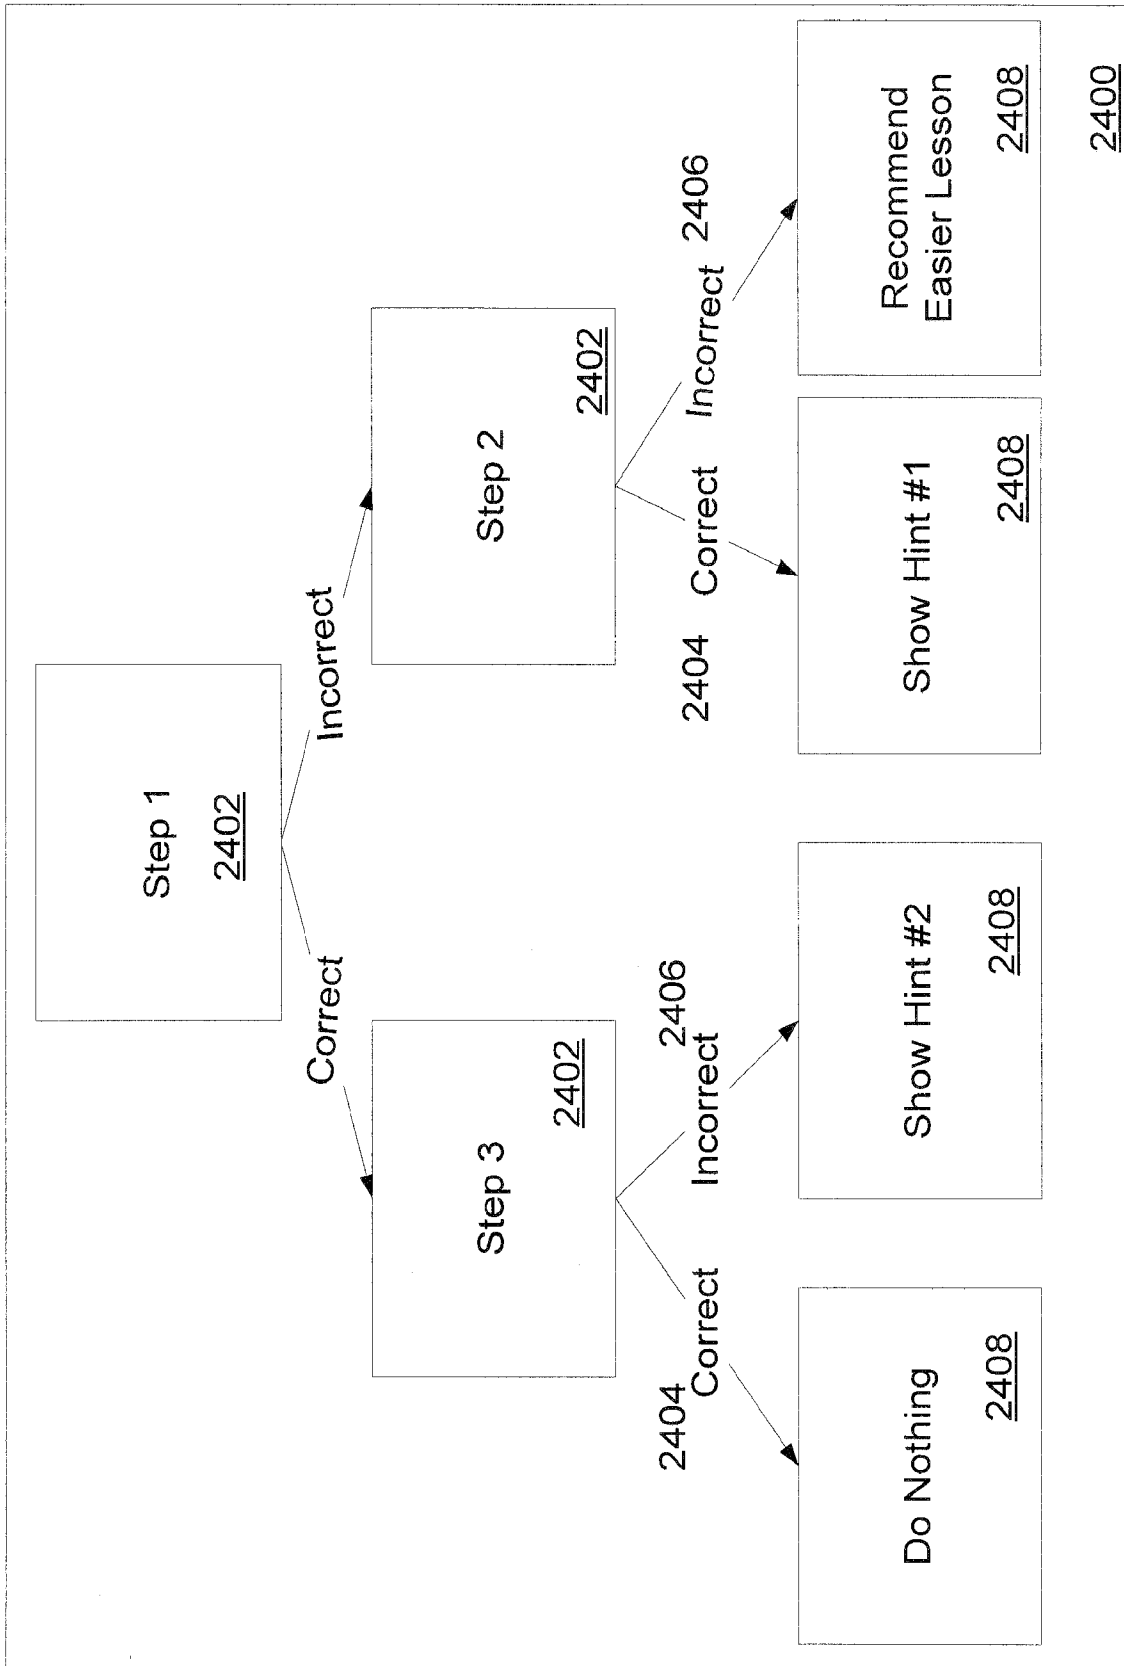 Step 1
2402
Correct
Incorrect
Step 3
2402
Step 2
2402
2404
Correct
2406
Incorrect
2404
Correct
2406
Incorrect
Do Nothing
2408
Show Hint #2
2408
Show Hint #1
2408
Recommend
Easier Lesson
2408
2400